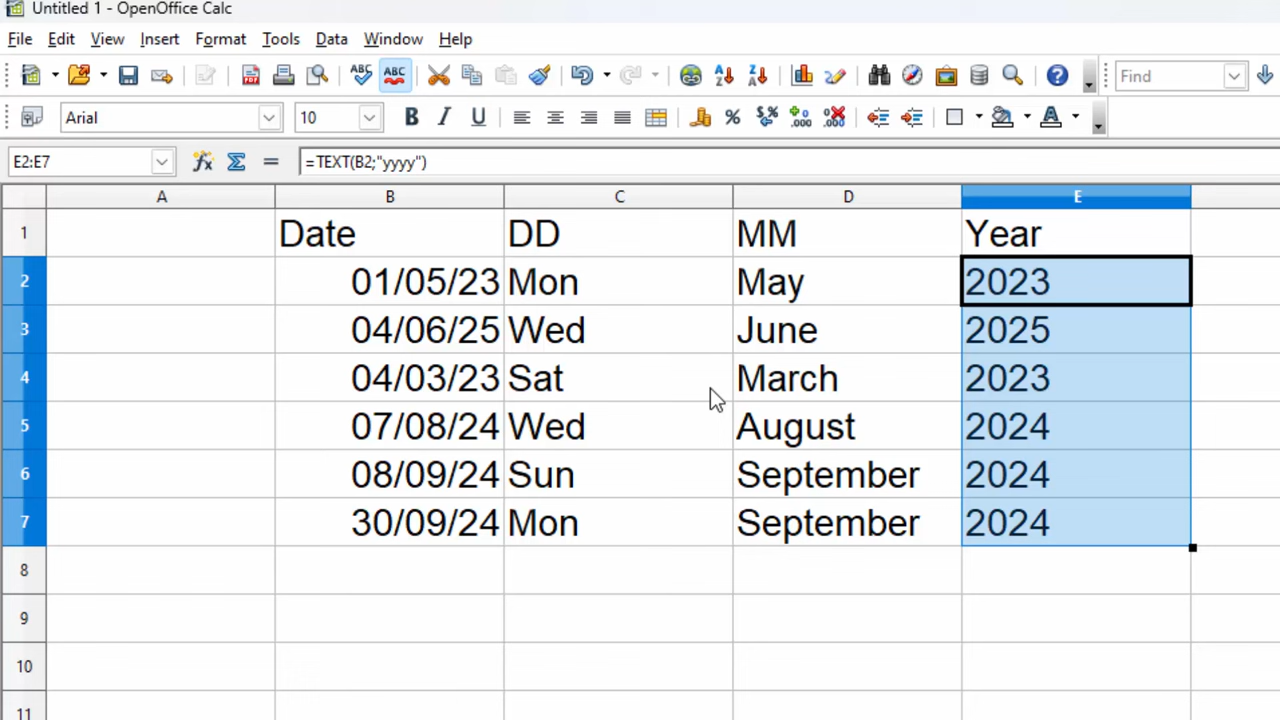 Untitled 1 - OpenOffice Calc
File Edit View Insert Format Tools Data Window Help
ABC ABC Find
Arial 10
E2:E7 =TEXT(B2;"yyyy")
A B C D E
1 Date DD MM Year
2 01/05/23 Mon May 2023
3 04/06/25 Wed June 2025
4 04/03/23 Sat March 2023
5 07/08/24 Wed August 2024
6 08/09/24 Sun September 2024
7 30/09/24 Mon September 2024
8
9
10
11